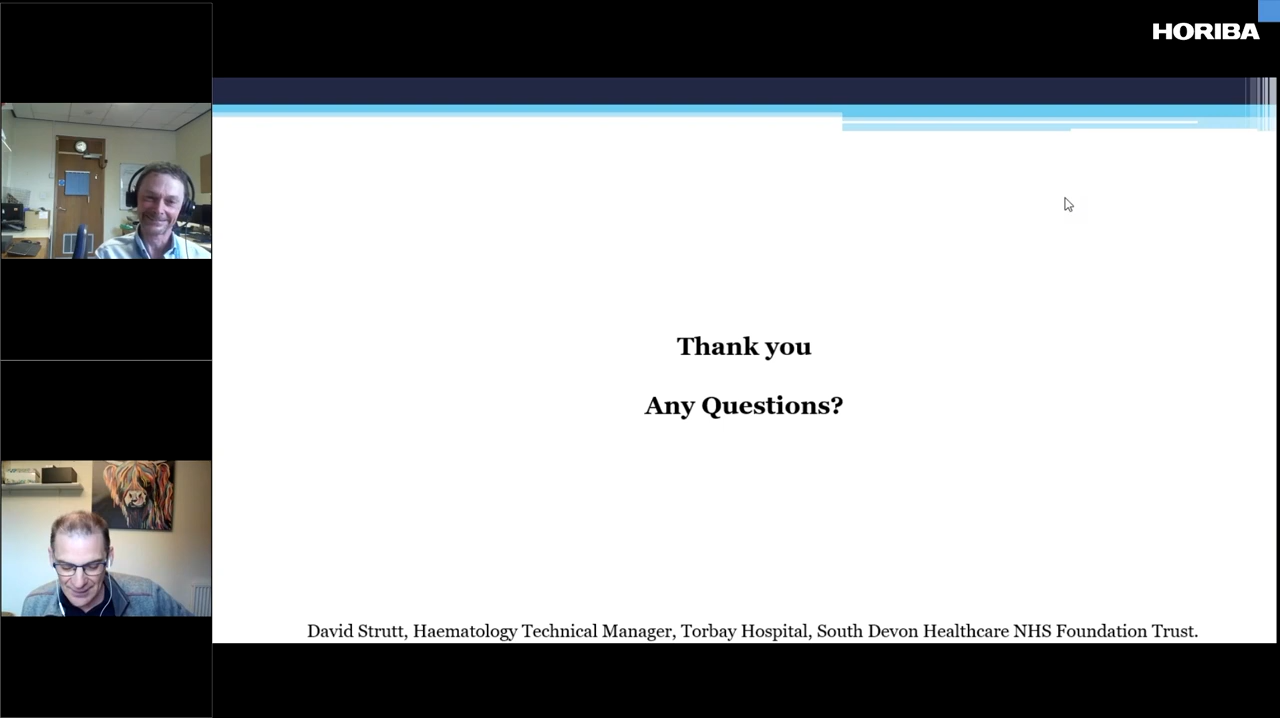 HORIBA
Thank you
Any Questions?
David Strutt, Haematology Technical Manager, Torbay Hospital, South Devon Healthcare NHS Foundation Trust.